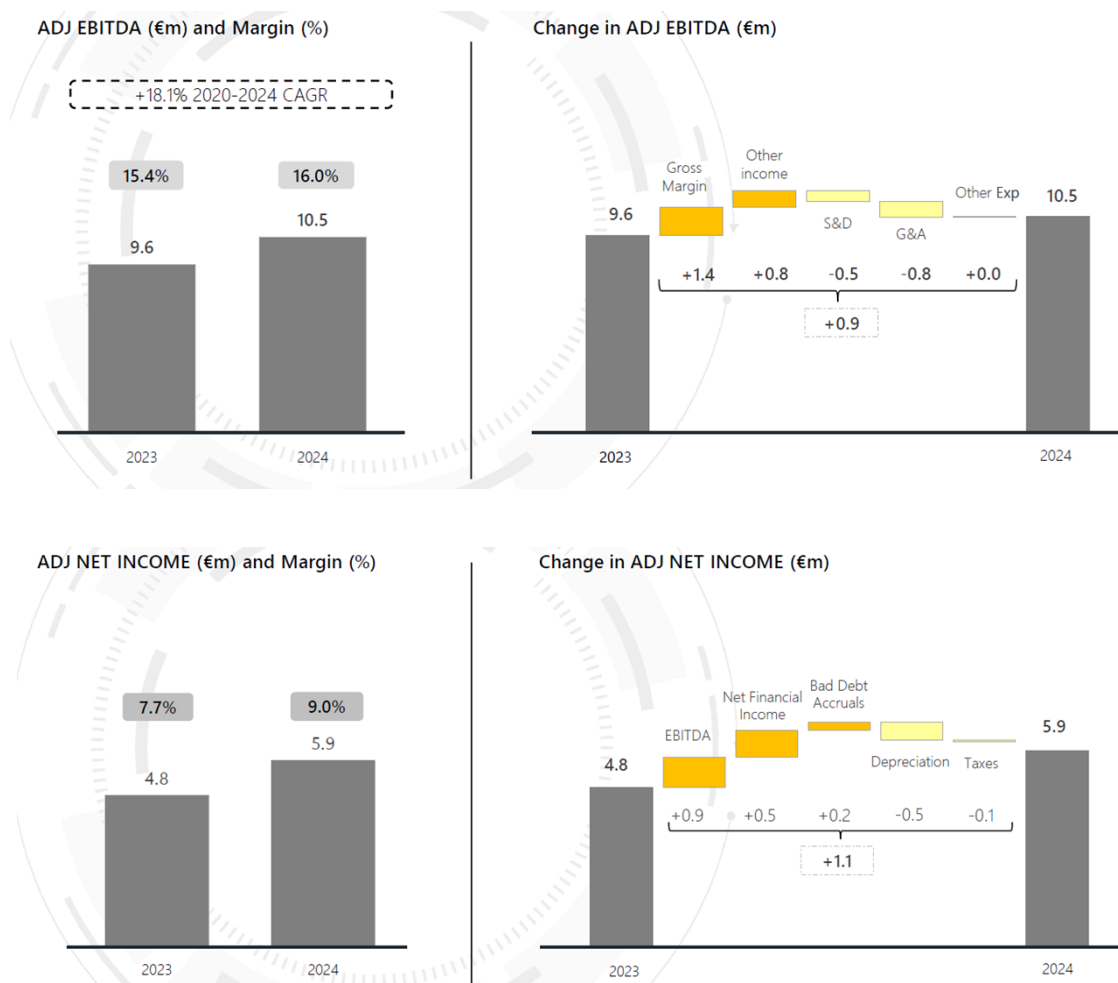 ADJ EBITDA (€m) and Margin (%)
+18.1% 2020-2024 CAGR
15.4%
16.0%
9.6
10.5
2023
2024
Change in ADJ EBITDA (€m)
9.6
Gross
Margin
Other
income
S&D
G&A
Other Exp
10.5
+1.4
+0.8
-0.5
-0.8
+0.0
+0.9
2023
2024
ADJ NET INCOME (€m) and Margin (%)
7.7%
9.0%
4.8
5.9
2023
2024
Change in ADJ NET INCOME (€m)
4.8
EBITDA
Net Financial
Income
Bad Debt
Accruals
Depreciation
Taxes
5.9
+0.9
+0.5
+0.2
-0.5
-0.1
+1.1
2023
2024